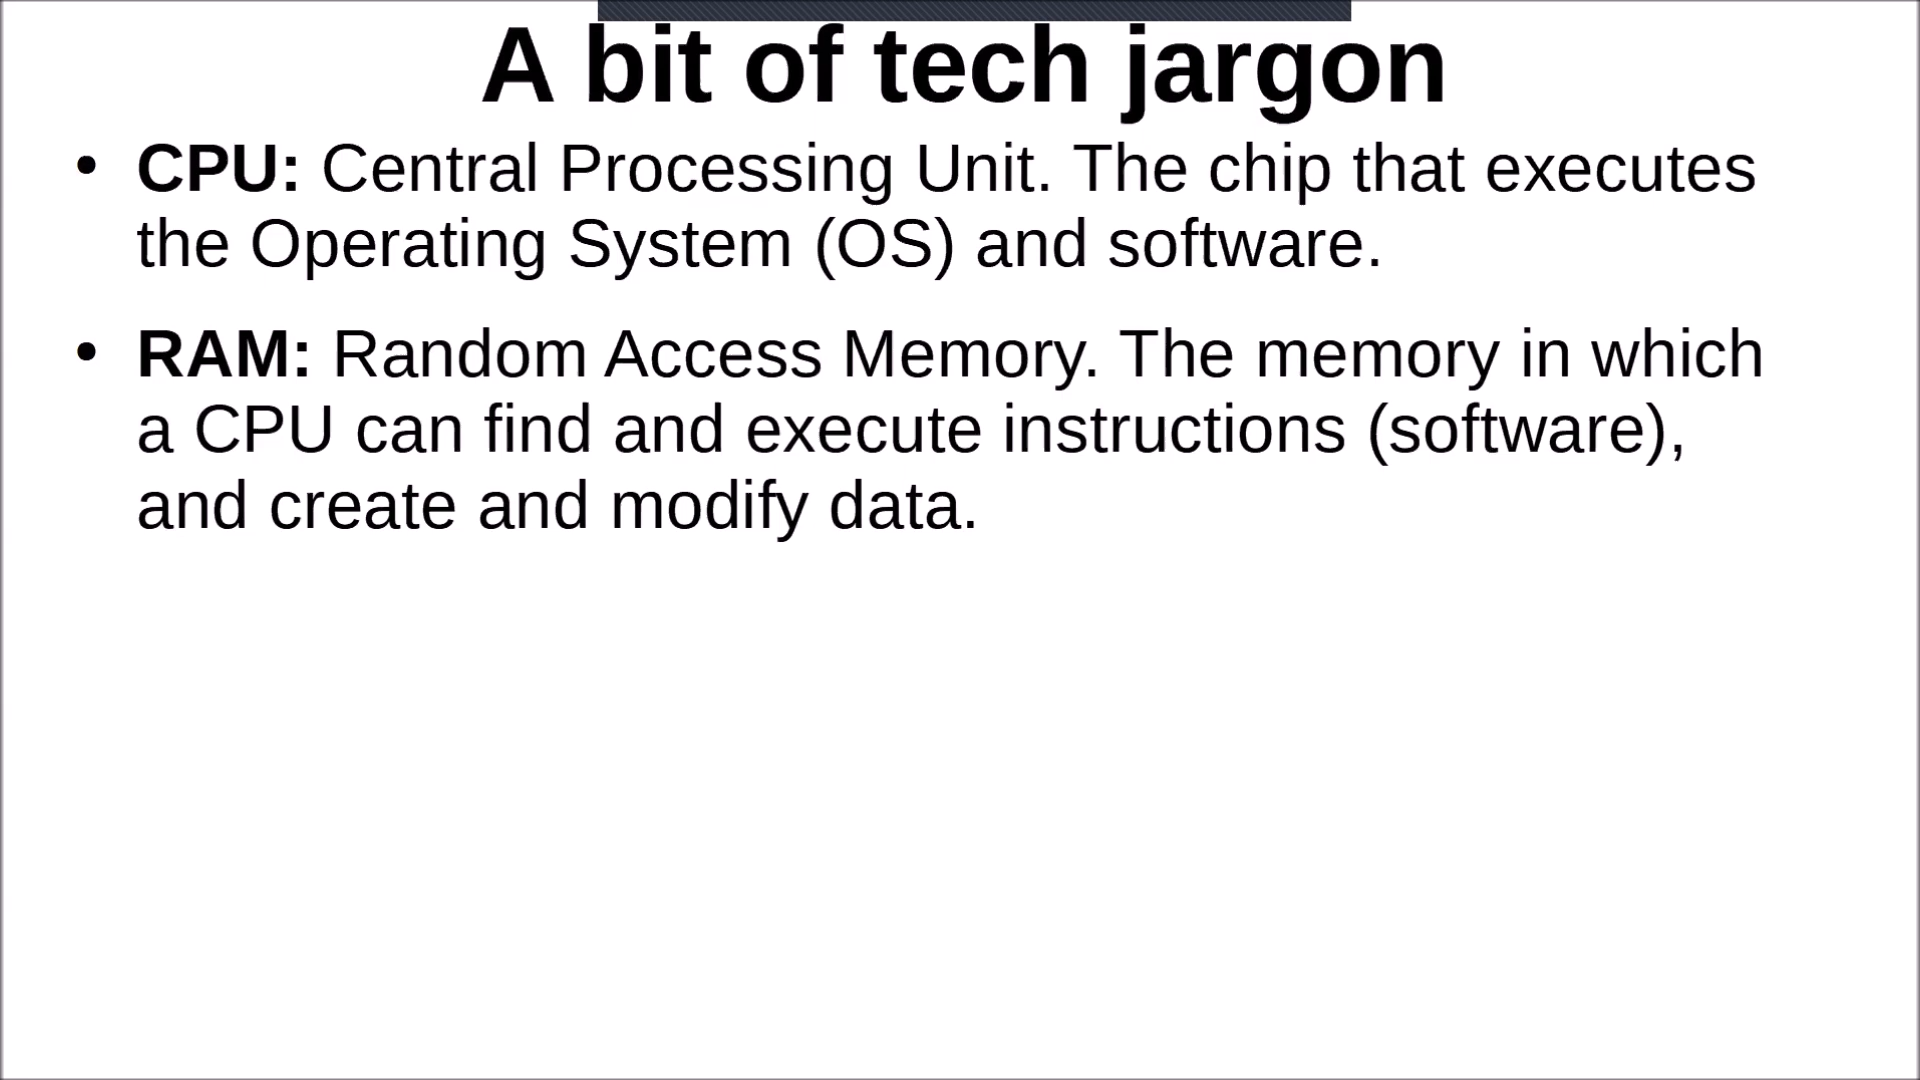 A bit of tech jargon
• CPU: Central Processing Unit. The chip that executes
the Operating System (OS) and software.
• RAM: Random Access Memory. The memory in which
a CPU can find and execute instructions (software),
and create and modify data.